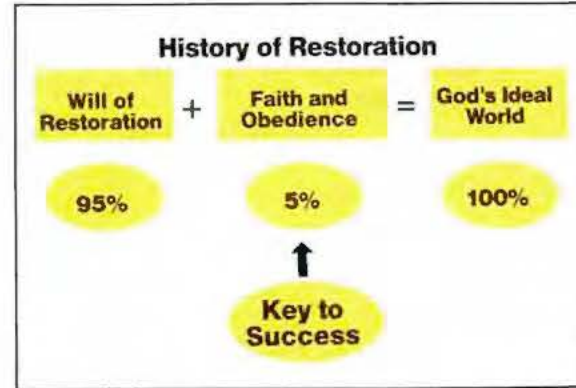 History of Restoration
Will of
Restoration
+
Faith and
Obedience
=
God's Ideal
World
95%
5%
100%
Key to
Success